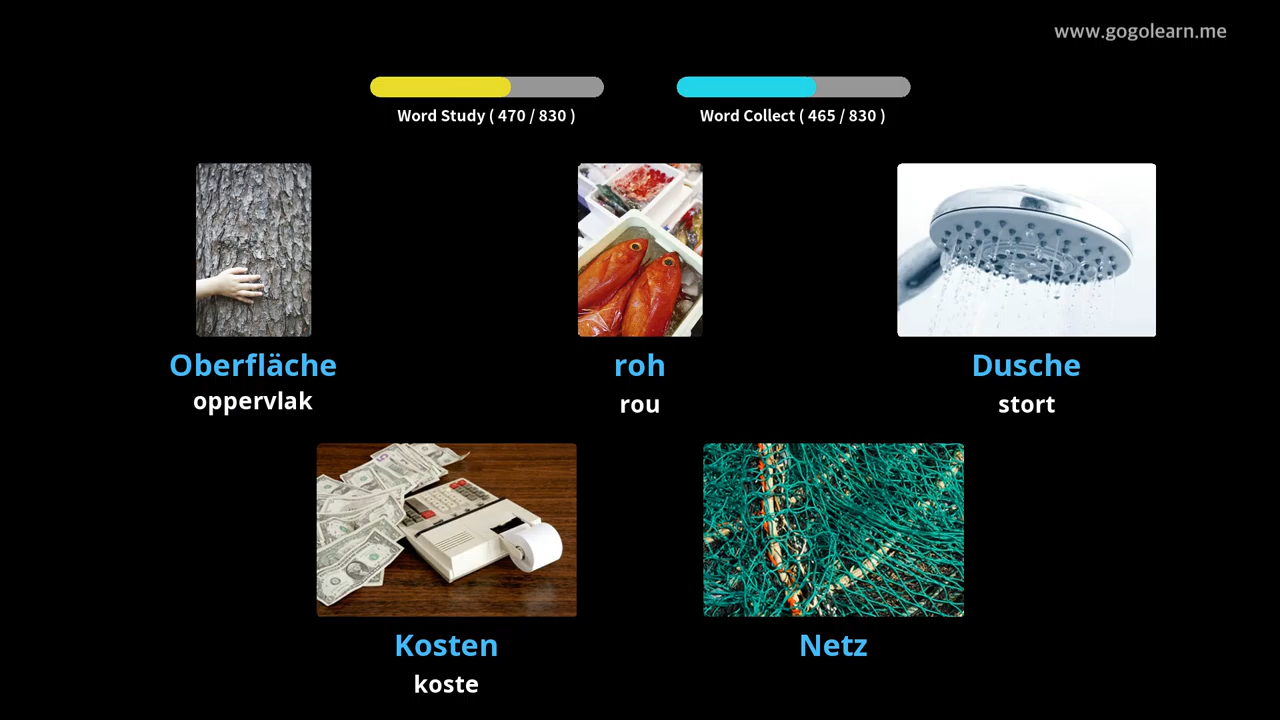 www.gogolearn.me
Word Study ( 470 / 830 )
Word Collect ( 465 / 830 )
Oberfläche
oppervlak
roh
rou
Dusche
stort
Kosten
koste
Netz